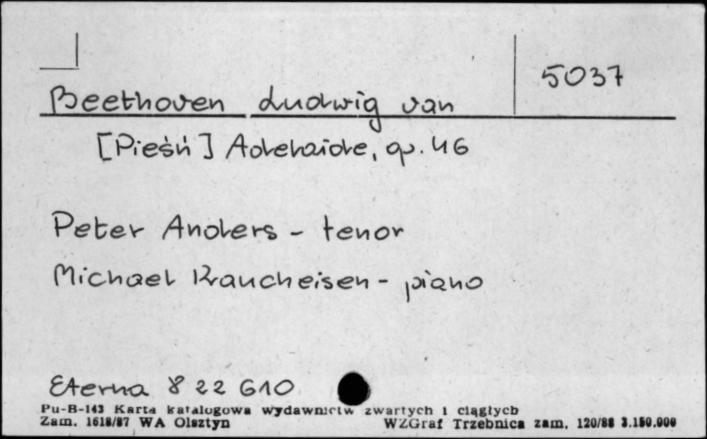 5037
Beethoven Ludwig van
[Pieśń] Adelaide, op. 46
Peter Anders - tenor
Michael Raucheisen - piano
Eterna 8 22 610
Pu-B-143 Karta katalogowa wydawnictw zwartych i ciągłych
Zam. 1618/87 WA Olsztyn WZGraf Trzebnica zam. 120/88 3.150.000